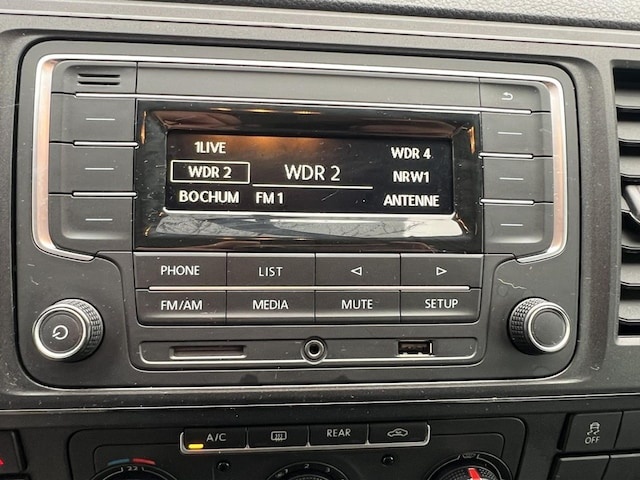 1LIVE
WDR 4
WDR 2
WDR 2
NRW1
BOCHUM
FM 1
ANTENNE
PHONE
LIST
FM/AM
MEDIA
MUTE
SETUP
A/C
REAR
OFF
22